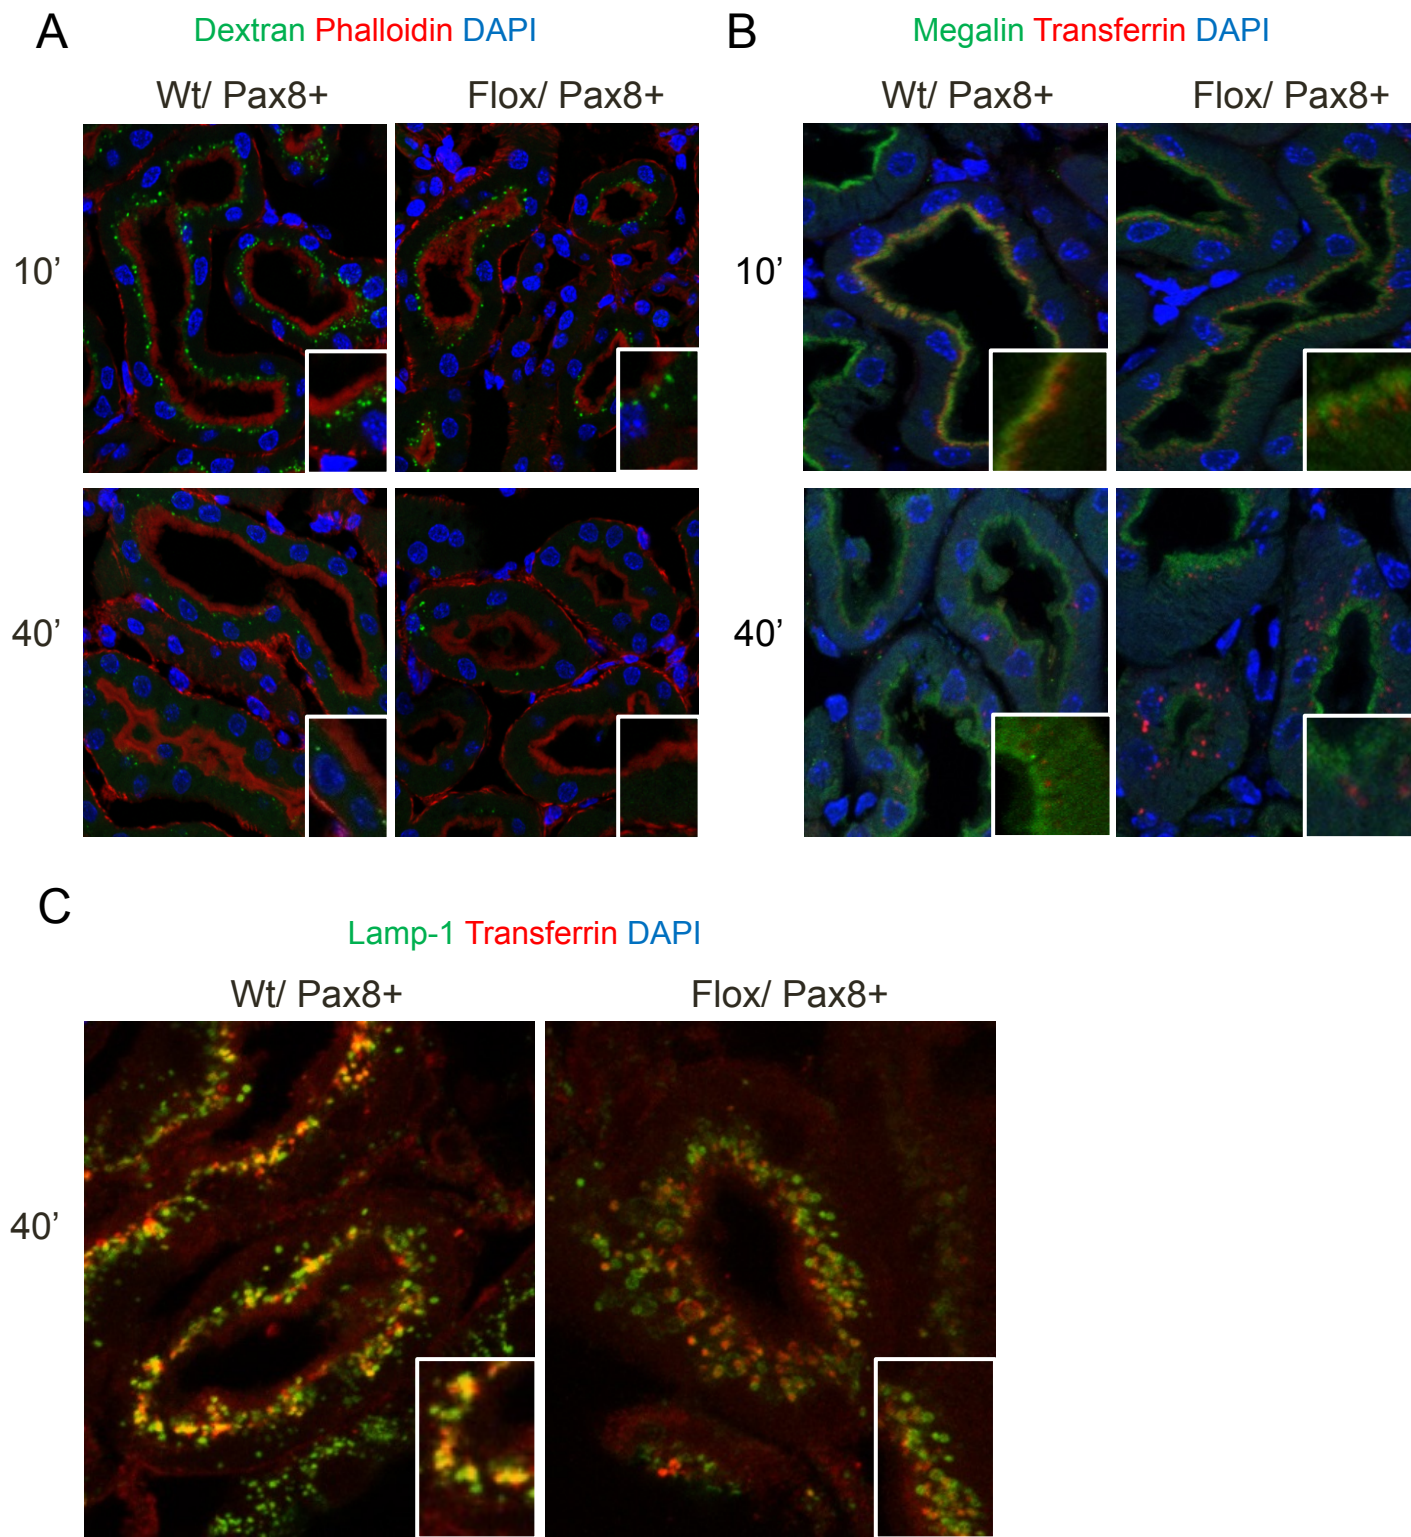 A
Dextran Phalloidin DAPI
Wt/ Pax8+
Flox/ Pax8+
10’
40’
B
Megalin Transferrin DAPI
Wt/ Pax8+
Flox/ Pax8+
10’
40’
C
Lamp-1 Transferrin DAPI
Wt/ Pax8+
Flox/ Pax8+
40’